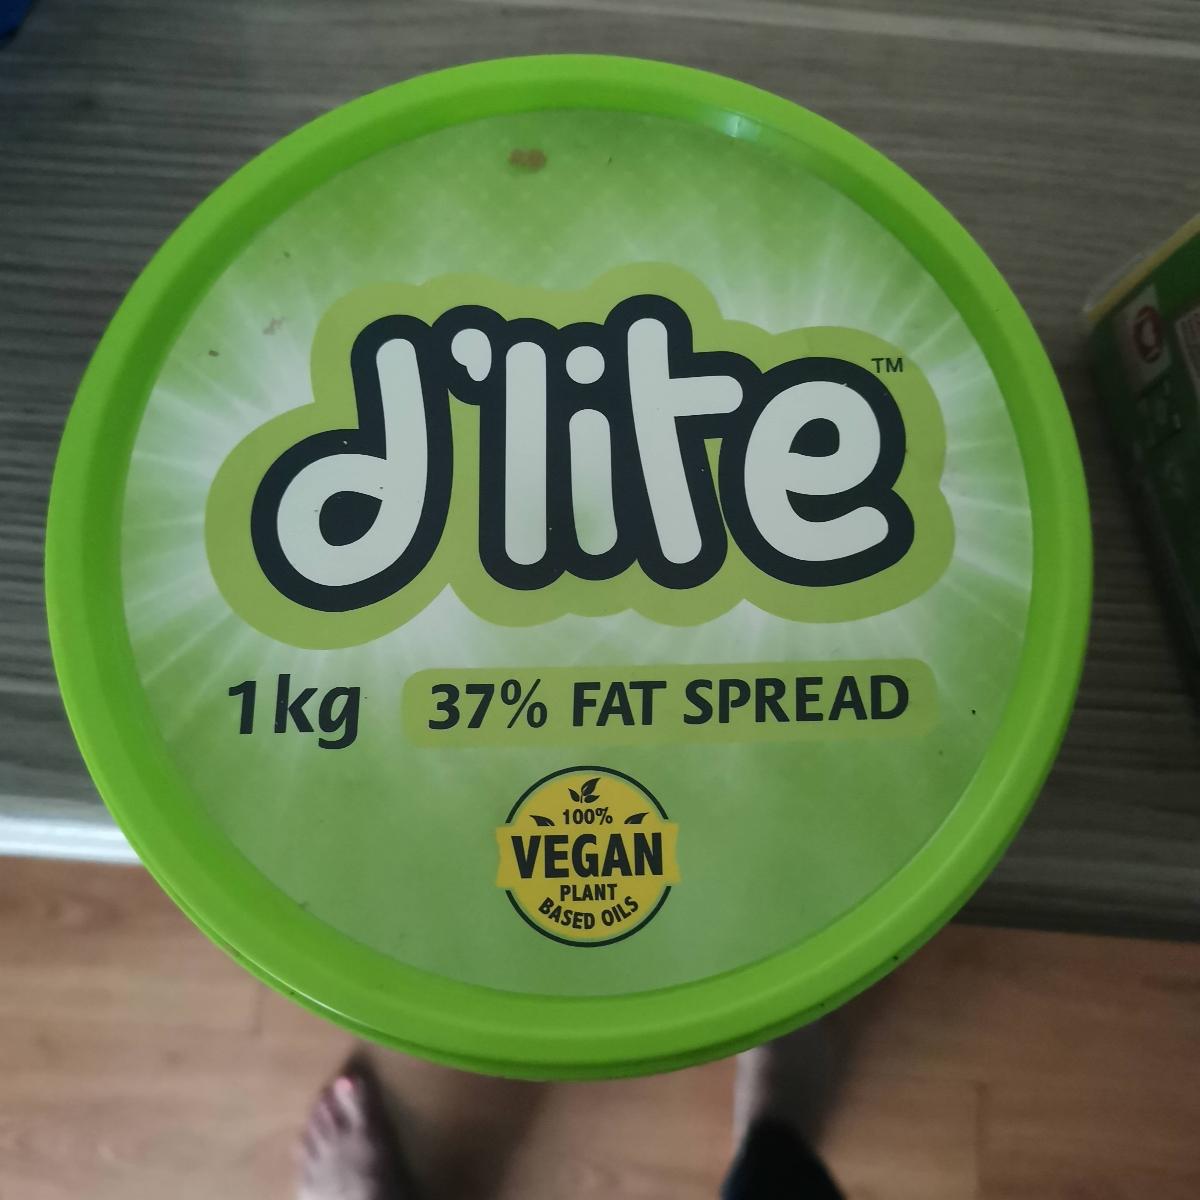 d'lite™
1kg 37% FAT SPREAD
100%
VEGAN
PLANT
BASED OILS